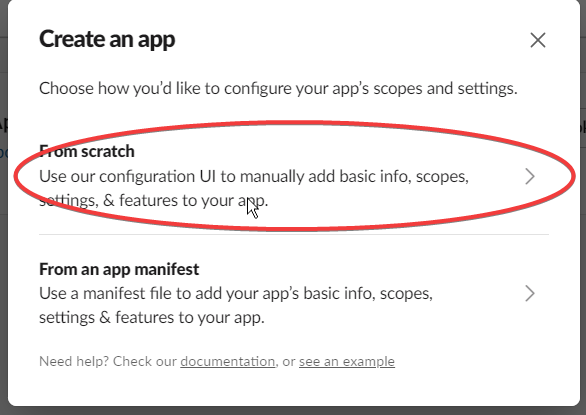 Create an app
Choose how you'd like to configure your app's scopes and settings.
From scratch
Use our configuration UI to manually add basic info, scopes,
settings, & features to your app.
From an app manifest
Use a manifest file to add your app's basic info, scopes,
settings & features to your app.
Need help? Check our documentation, or see an example